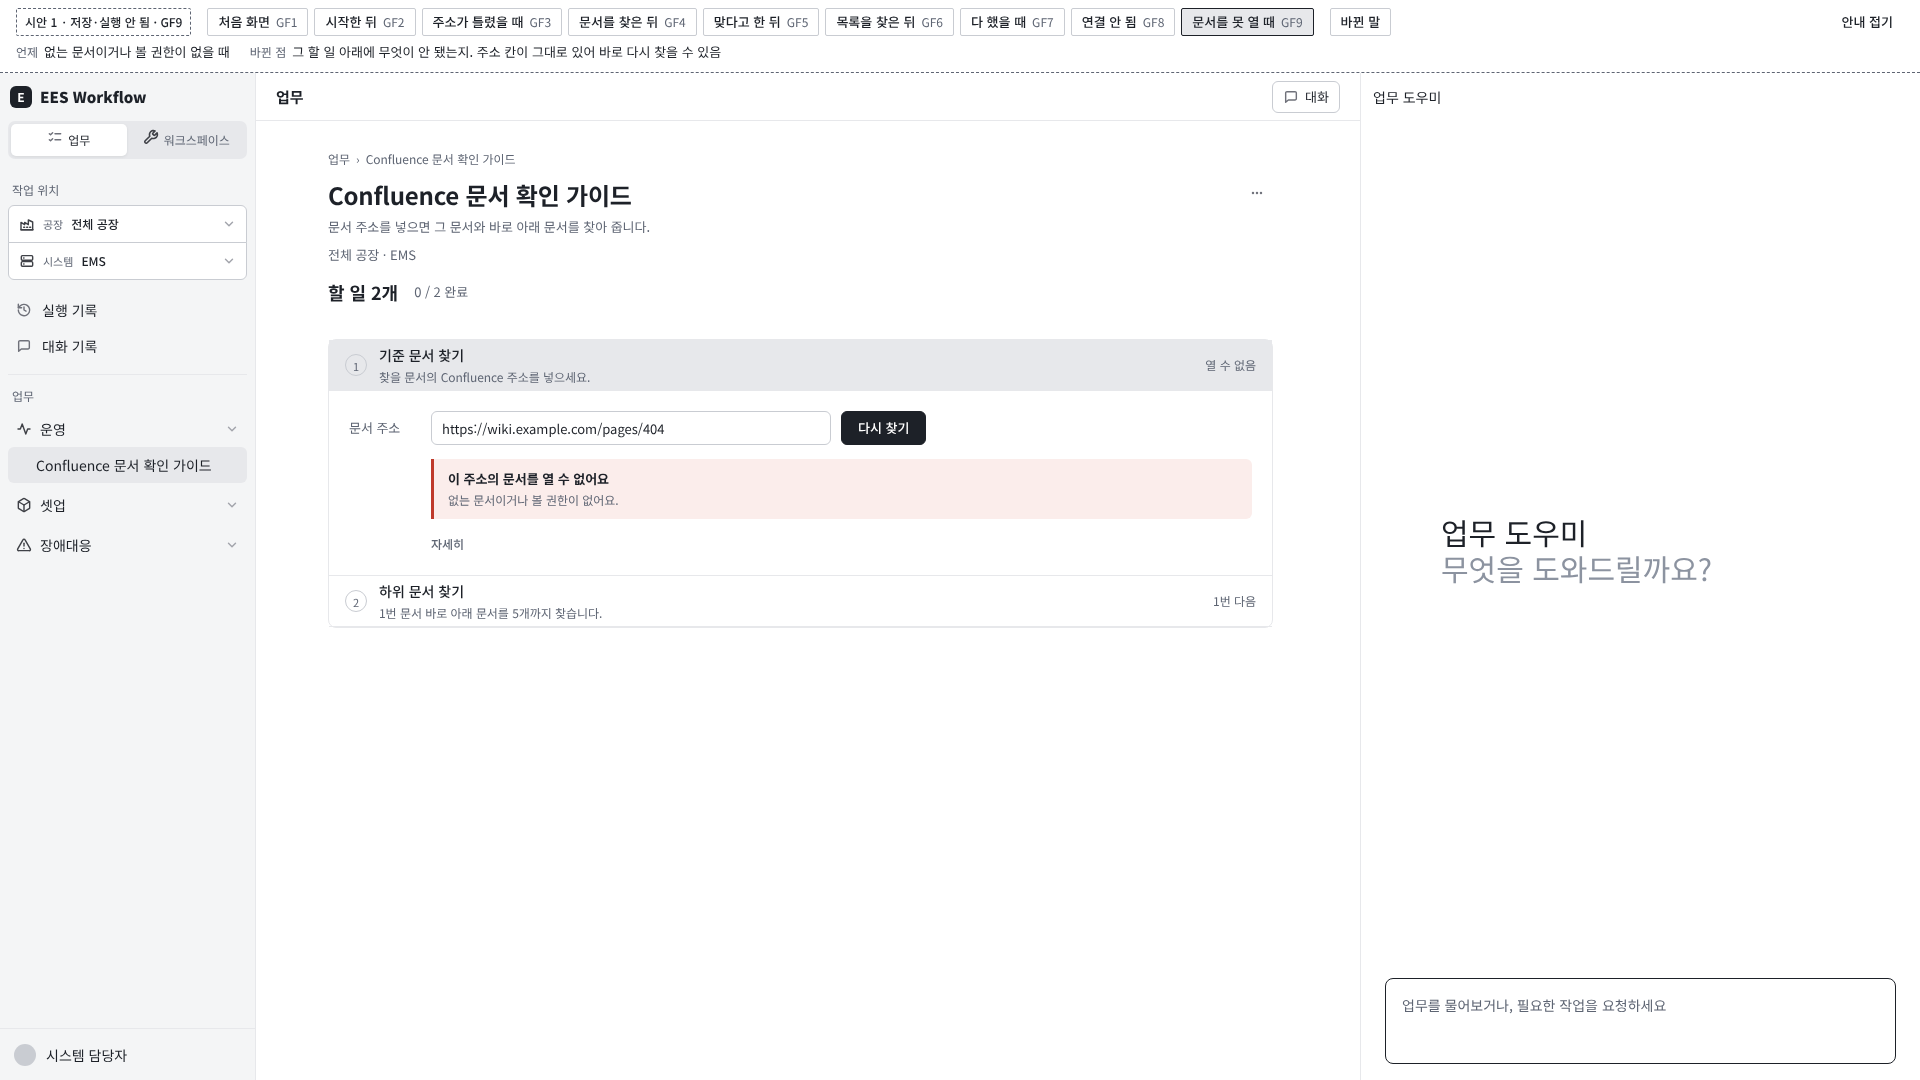 시안 1 · 저장·실행 안 됨 · GF9
처음 화면 GF1
시작한 뒤 GF2
주소가 틀렸을 때 GF3
문서를 찾은 뒤 GF4
맞다고 한 뒤 GF5
목록을 찾은 뒤 GF6
다 했을 때 GF7
연결 안 됨 GF8
문서를 못 열 때 GF9
바뀐 말
안내 접기
언제 없는 문서이거나 볼 권한이 없을 때 바뀐 점 그 할 일 아래에 무엇이 안 됐는지. 주소 칸이 그대로 있어 바로 다시 찾을 수 있음
E EES Workflow
업무
워크스페이스
작업 위치
공장 전체 공장
시스템 EMS
실행 기록
대화 기록
업무
운영
Confluence 문서 확인 가이드
셋업
장애대응
시스템 담당자
업무
대화
업무 › Confluence 문서 확인 가이드
Confluence 문서 확인 가이드
...
문서 주소를 넣으면 그 문서와 바로 아래 문서를 찾아 줍니다.
전체 공장 · EMS
할 일 2개 0 / 2 완료
1 기준 문서 찾기
찾을 문서의 Confluence 주소를 넣으세요.
열 수 없음
문서 주소 https://wiki.example.com/pages/404 다시 찾기
이 주소의 문서를 열 수 없어요
없는 문서이거나 볼 권한이 없어요.
자세히
2 하위 문서 찾기
1번 문서 바로 아래 문서를 5개까지 찾습니다.
1번 다음
업무 도우미
업무 도우미
무엇을 도와드릴까요?
업무를 물어보거나, 필요한 작업을 요청하세요